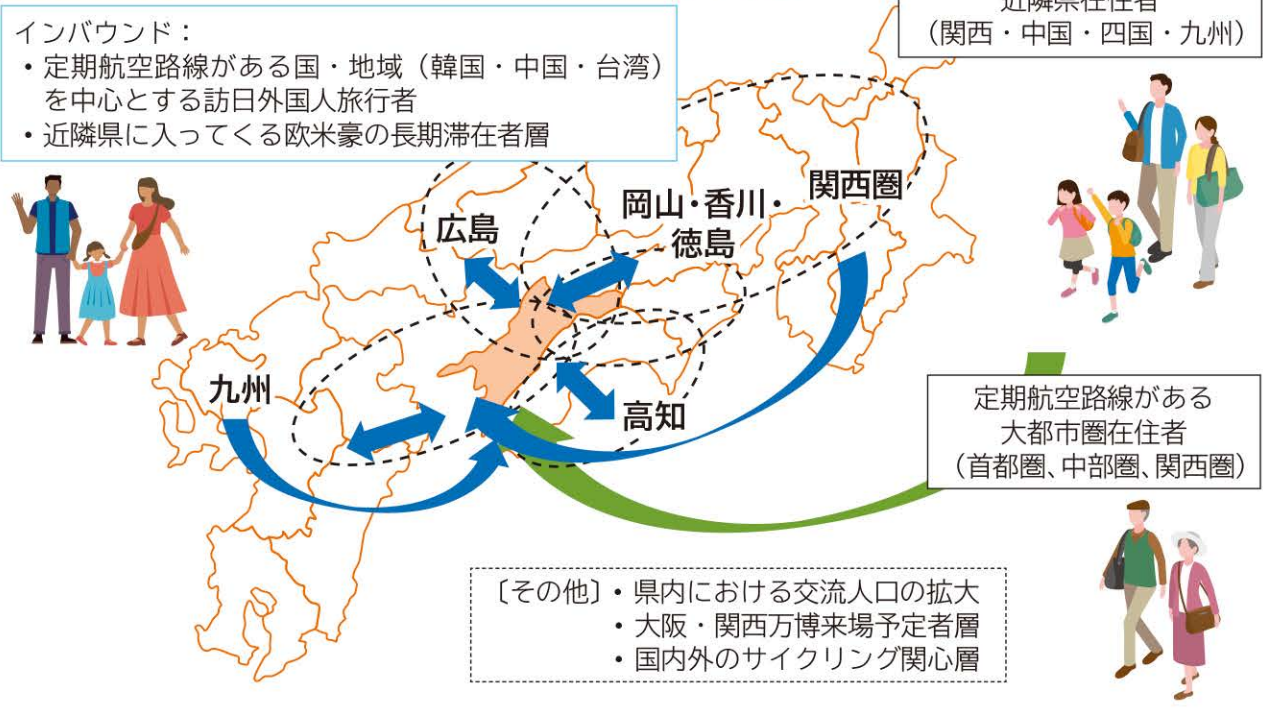 インバウンド：
・定期航空路線がある国・地域（韓国・中国・台湾）
を中心とする訪日外国人旅行者
・近隣県に入ってくる欧米豪の長期滞在者層
近隣県在住者
（関西・中国・四国・九州）
関西圏
岡山・香川・
徳島
広島
九州
高知
定期航空路線がある
大都市圏在住者
（首都圏、中部圏、関西圏）
〔その他〕・県内における交流人口の拡大
・大阪・関西万博来場予定者層
・国内外のサイクリング関心層